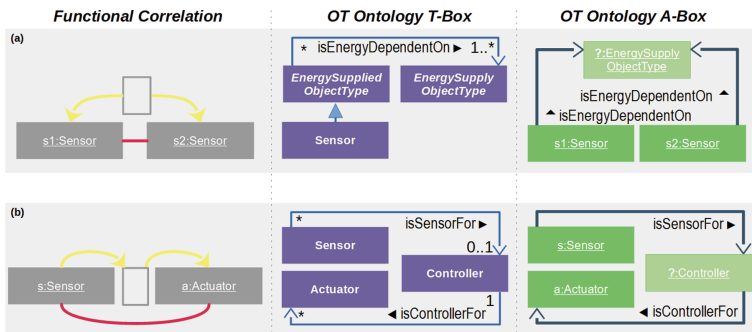 Functional Correlation
OT Ontology T-Box
OT Ontology A-Box
(a)
s1:Sensor
s2:Sensor
* isEnergyDependentOn ► 1..*
EnergySupplied
ObjectType
EnergySupply
ObjectType
Sensor
?:EnergySupply
ObjectType
isEnergyDependentOn ▲
▲ isEnergyDependentOn
s1:Sensor
s2:Sensor
(b)
s:Sensor
a:Actuator
*
isSensorFor ►
Sensor
0..1
Controller
Actuator
1
*
◄ isControllerFor
isSensorFor ►
s:Sensor
?:Controller
a:Actuator
◄ isControllerFor